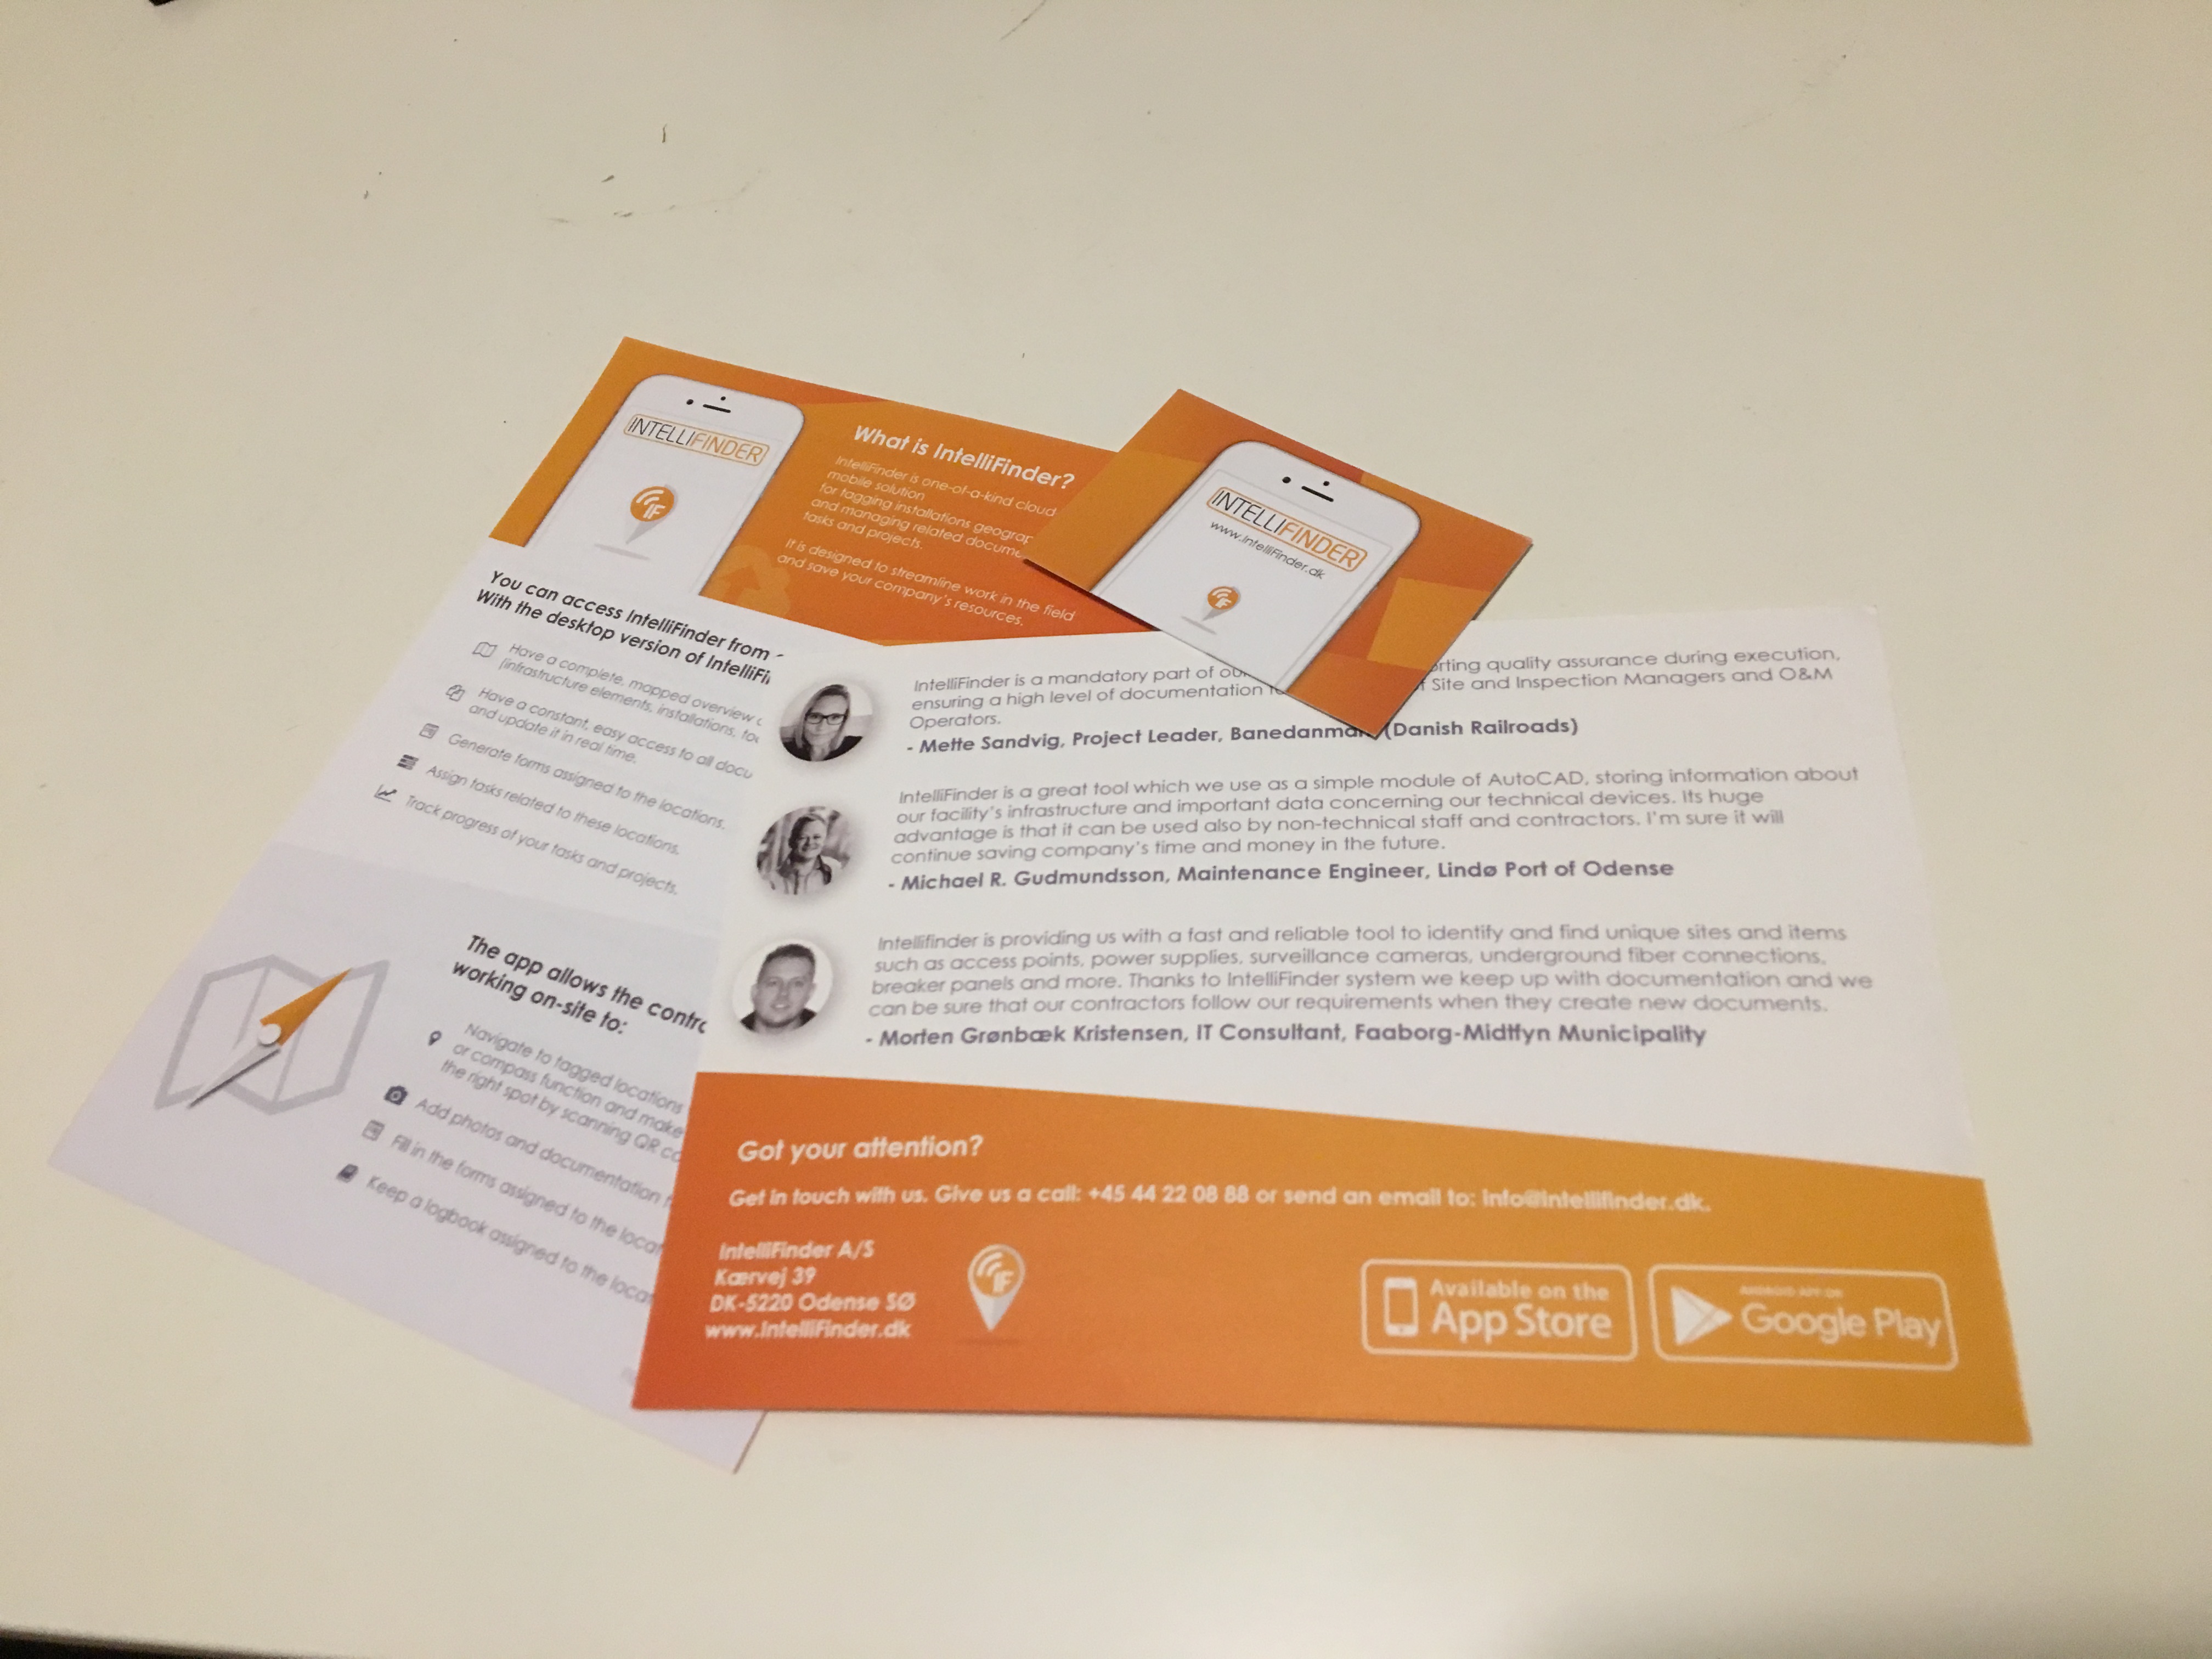 INTELLIFINDER
IF
What is IntelliFinder?
IntelliFinder is one-of-a-kind cloud
mobile solution
for tagging installations geograp
and managing related docume
tasks and projects.
It is designed to streamline work in the field
and save your company's resources.
INTELLIFINDER
www.IntelliFinder.dk
IF
You can access IntelliFinder from
With the desktop version of IntelliFi
Have a complete, mapped overview
(infrastructure elements, installations, too
Have a constant, easy access to all docu
and update it in real time.
Generate forms assigned to the locations.
Assign tasks related to these locations.
Track progress of your tasks and projects.
The app allows the contra
working on-site to:
Navigate to tagged locations
or compass function and make
the right spot by scanning QR co
Add photos and documentation
Fill in the forms assigned to the locat
Keep a logbook assigned to the locat
IntelliFinder is a mandatory part of ou rting quality assurance during execution,
ensuring a high level of documentation Site and Inspection Managers and O&M
Operators.
- Mette Sandvig, Project Leader, Banedanmark (Danish Railroads)
IntelliFinder is a great tool which we use as a simple module of AutoCAD, storing information about
our facility's infrastructure and important data concerning our technical devices. Its huge
advantage is that it can be used also by non-technical staff and contractors. I'm sure it will
continue saving company's time and money in the future.
- Michael R. Gudmundsson, Maintenance Engineer, Lindø Port of Odense
Intellifinder is providing us with a fast and reliable tool to identify and find unique sites and items
such as access points, power supplies, surveillance cameras, underground fiber connections,
breaker panels and more. Thanks to IntelliFinder system we keep up with documentation and we
can be sure that our contractors follow our requirements when they create new documents.
- Morten Grønbæk Kristensen, IT Consultant, Faaborg-Midtfyn Municipality
Got your attention?
Get in touch with us. Give us a call: +45 44 22 08 88 or send an email to: info@intellifinder.dk.
IntelliFinder A/S
Kærvej 39
DK-5220 Odense SØ
www.IntelliFinder.dk
IF
Available on the
App Store
ANDROID APP ON
Google Play